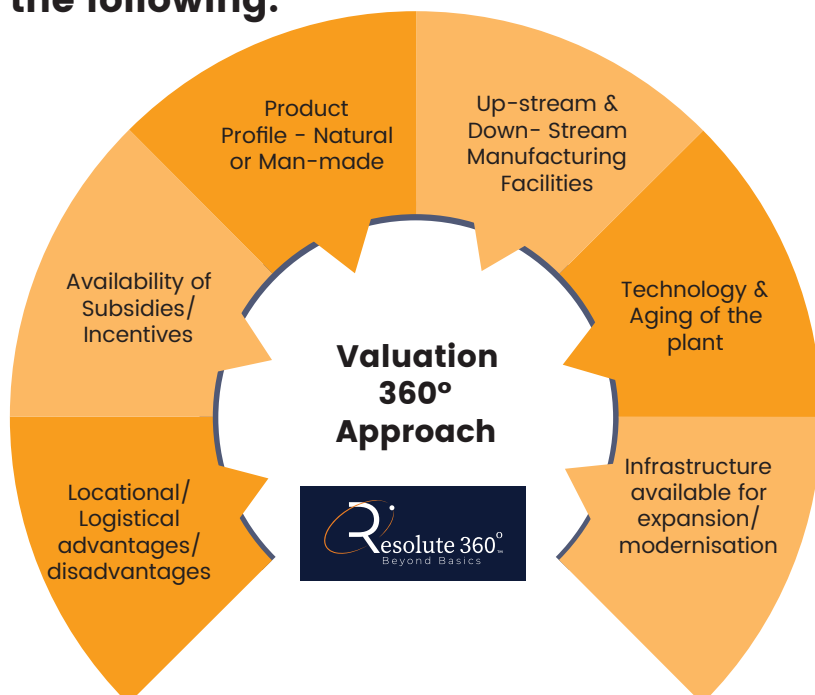 the following:
Product
Profile - Natural
or Man-made
Up-stream &
Down- Stream
Manufacturing
Facilities
Availability of
Subsidies/
Incentives
Technology &
Aging of the
plant
Valuation
360°
Approach
Locational/
Logistical
advantages/
disadvantages
Infrastructure
available for
expansion/
modernisation
Resolute 360°™
Beyond Basics